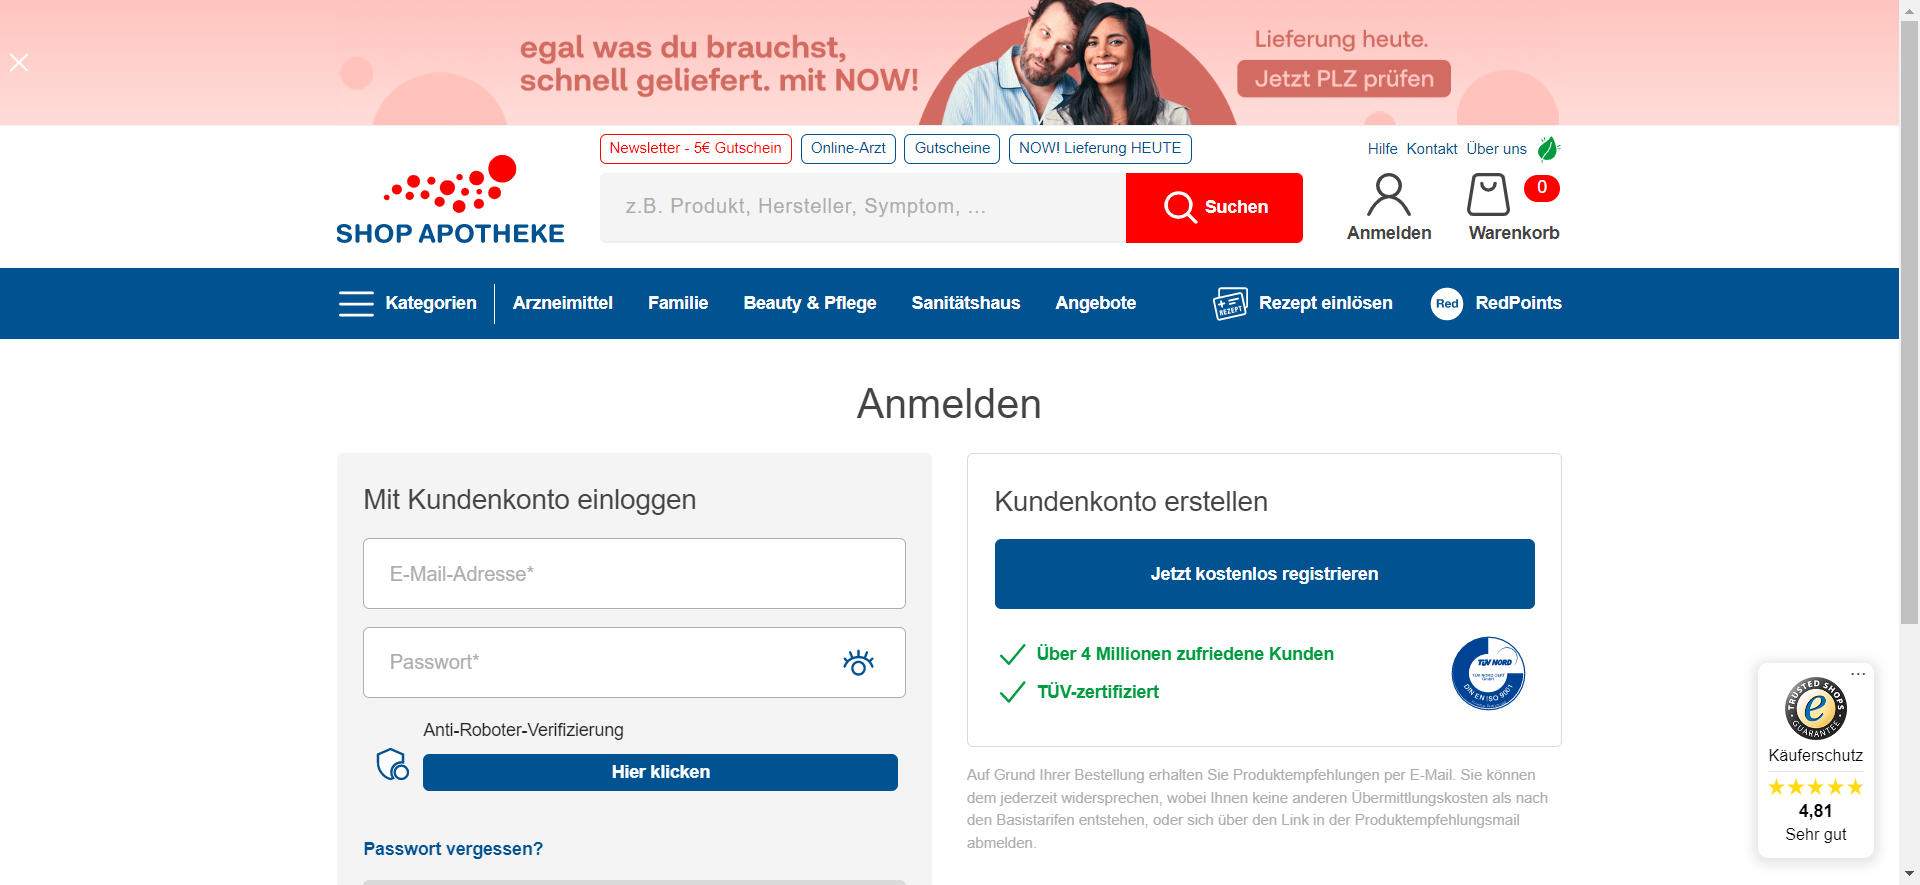 egal was du brauchst,
schnell geliefert. mit NOW!
Lieferung heute.
Jetzt PLZ prüfen
Newsletter - 5€ Gutschein
Online-Arzt
Gutscheine
NOW! Lieferung HEUTE
Hilfe
Kontakt
Über uns
SHOP APOTHEKE
z.B. Produkt, Hersteller, Symptom, ...
Suchen
Anmelden
0
Warenkorb
Kategorien
Arzneimittel
Familie
Beauty & Pflege
Sanitätshaus
Angebote
REZEPT
Rezept einlösen
Red
RedPoints
Anmelden
Mit Kundenkonto einloggen
E-Mail-Adresse*
Passwort*
Anti-Roboter-Verifizierung
Hier klicken
Passwort vergessen?
Kundenkonto erstellen
Jetzt kostenlos registrieren
Über 4 Millionen zufriedene Kunden
TÜV-zertifiziert
TÜV NORD
TÜV NORD CERT
GmbH
DIN EN ISO 9001
Auf Grund Ihrer Bestellung erhalten Sie Produktempfehlungen per E-Mail. Sie können
dem jederzeit widersprechen, wobei Ihnen keine anderen Übermittlungskosten als nach
den Basistarifen entstehen, oder sich über den Link in der Produktempfehlungsmail
abmelden.
...
TRUSTED SHOPS
e
GUARANTEE
Käuferschutz
4,81
Sehr gut